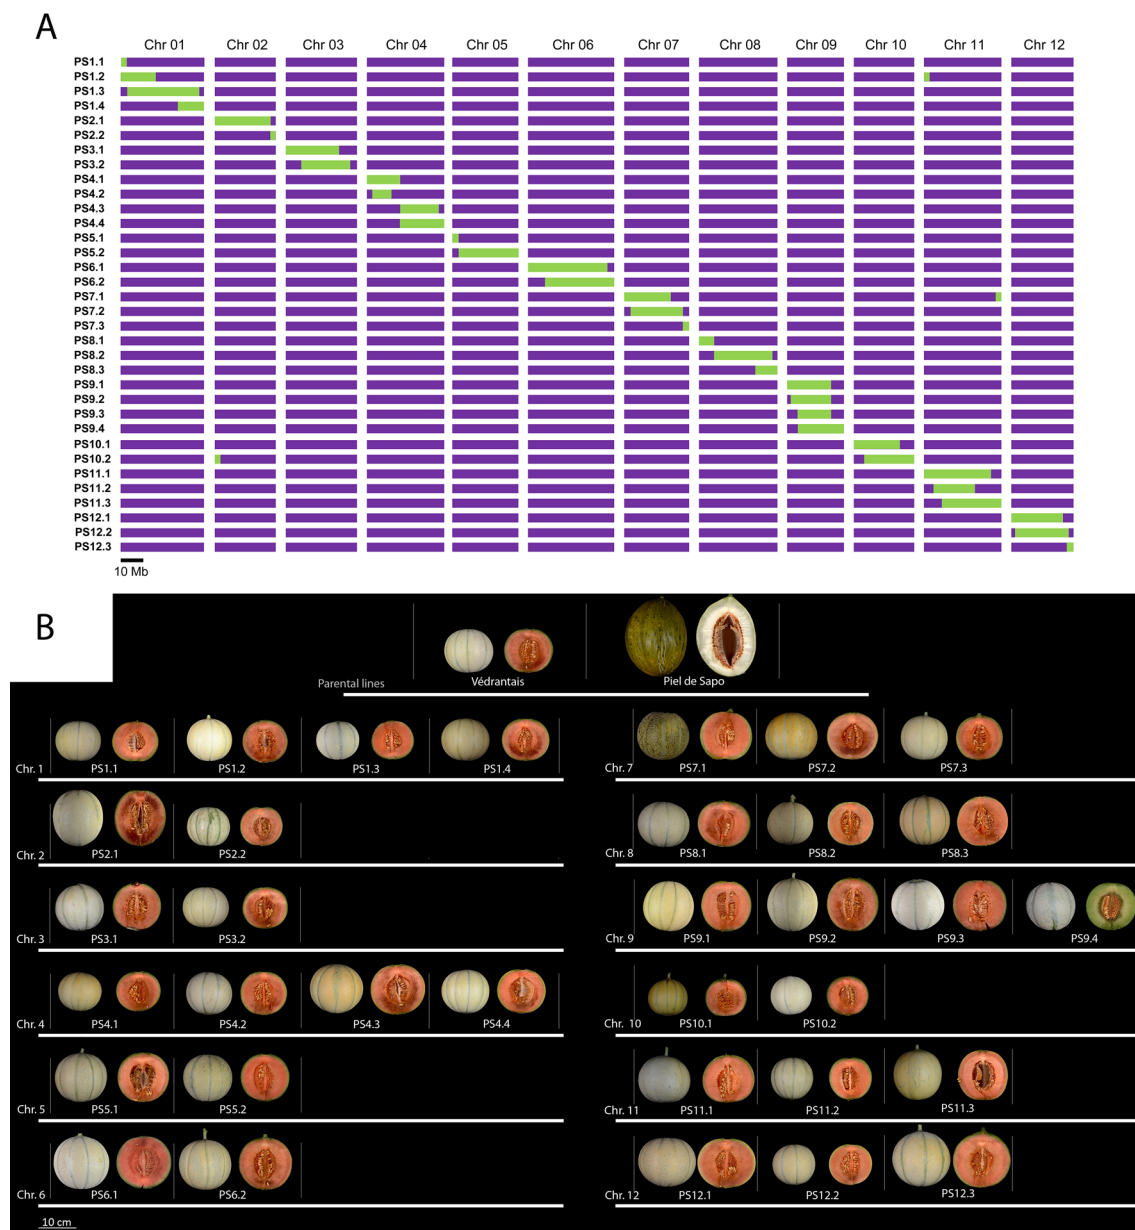 A
Chr 01 Chr 02 Chr 03 Chr 04 Chr 05 Chr 06 Chr 07 Chr 08 Chr 09 Chr 10 Chr 11 Chr 12
PS1.1
PS1.2
PS1.3
PS1.4
PS2.1
PS2.2
PS3.1
PS3.2
PS4.1
PS4.2
PS4.3
PS4.4
PS5.1
PS5.2
PS6.1
PS6.2
PS7.1
PS7.2
PS7.3
PS8.1
PS8.2
PS8.3
PS9.1
PS9.2
PS9.3
PS9.4
PS10.1
PS10.2
PS11.1
PS11.2
PS11.3
PS12.1
PS12.2
PS12.3
10 Mb
B
Parental lines Védrantais Piel de Sapo
Chr. 1 PS1.1 PS1.2 PS1.3 PS1.4
Chr. 7 PS7.1 PS7.2 PS7.3
Chr. 2 PS2.1 PS2.2
Chr. 8 PS8.1 PS8.2 PS8.3
Chr. 3 PS3.1 PS3.2
Chr. 9 PS9.1 PS9.2 PS9.3 PS9.4
Chr. 4 PS4.1 PS4.2 PS4.3 PS4.4
Chr. 10 PS10.1 PS10.2
Chr. 5 PS5.1 PS5.2
Chr. 11 PS11.1 PS11.2 PS11.3
Chr. 6 PS6.1 PS6.2
Chr. 12 PS12.1 PS12.2 PS12.3
10 cm